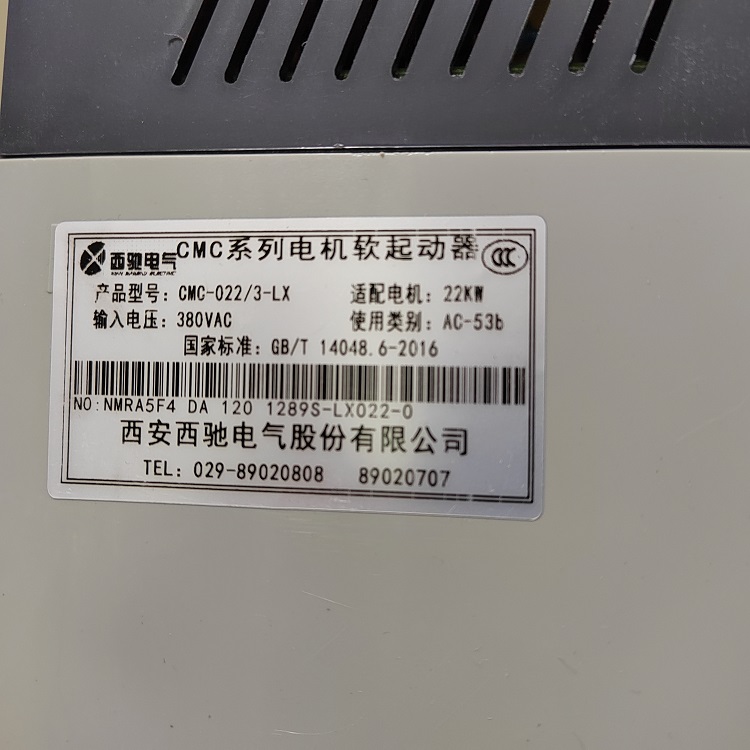 西驰电气 CMC系列电机软起动器 CCC
产品型号: CMC-022/3-LX 适配电机: 22KW
输入电压: 380VAC 使用类别: AC-53b
国家标准: GB/T 14048.6-2016
NO:NMRA5F4 DA 120 1289S-LX022-0
西安西驰电气股份有限公司
TEL: 029-89020808 89020707